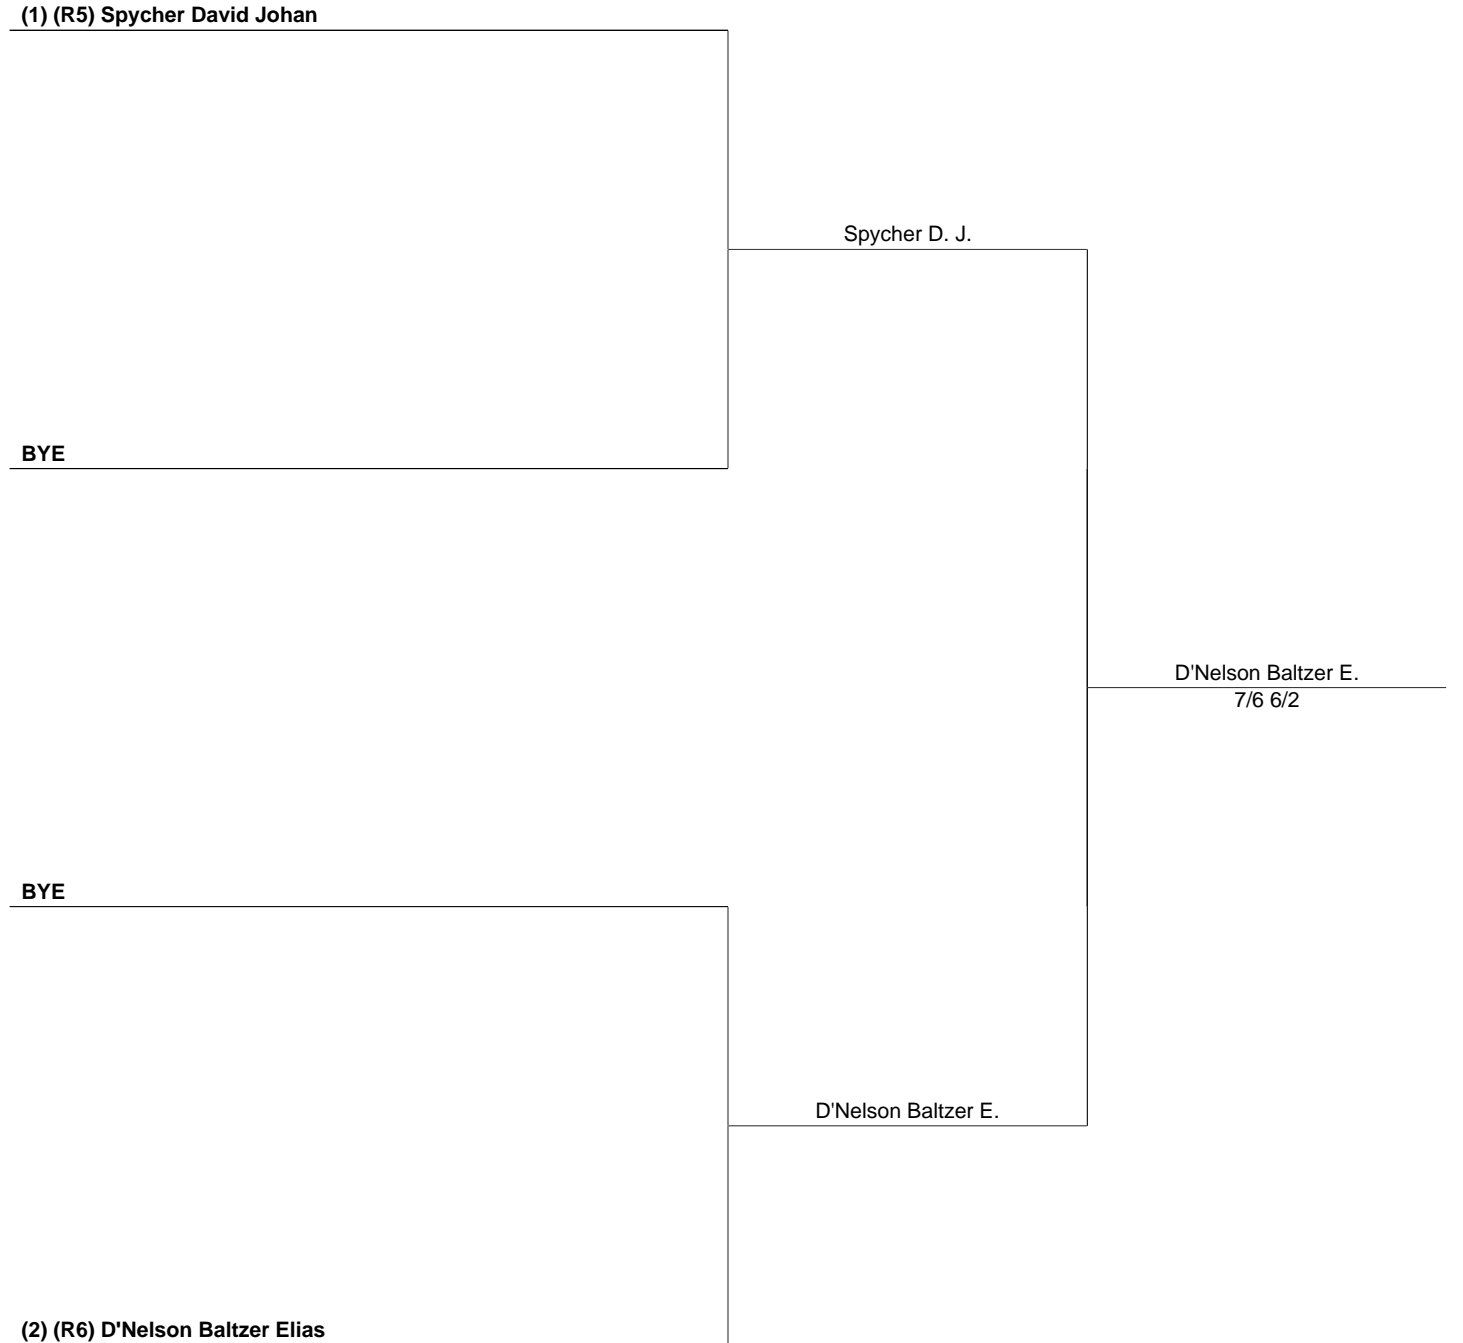 (1) (R5) Spycher David Johan
Spycher D. J.
BYE
D'Nelson Baltzer E.
7/6 6/2
BYE
D'Nelson Baltzer E.
(2) (R6) D'Nelson Baltzer Elias